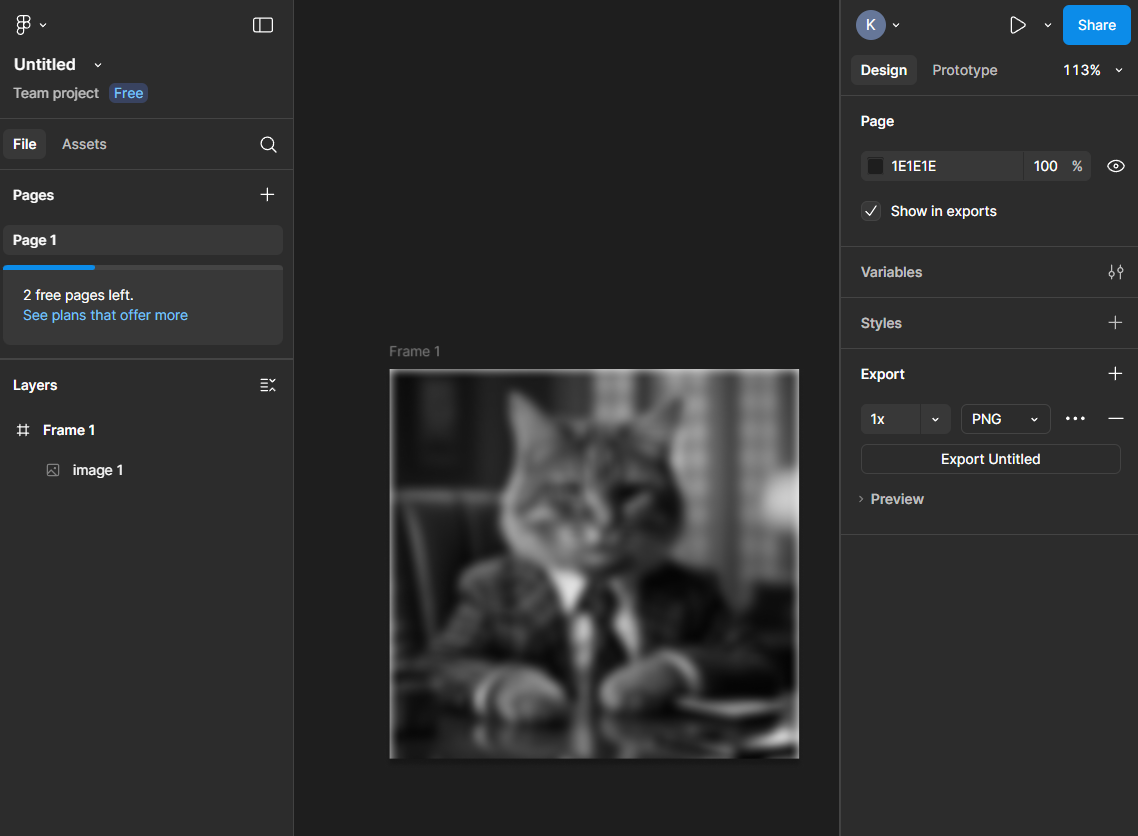 Untitled
Team project Free
File Assets
Pages
Page 1
2 free pages left.
See plans that offer more
Layers
Frame 1
image 1
Frame 1
K
Share
Design Prototype 113%
Page
1E1E1E 100 %
Show in exports
Variables
Styles
Export
1x PNG
Export Untitled
Preview